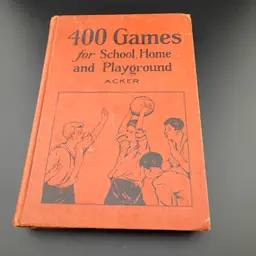 400 Games
for School, Home
and Playground
ACKER